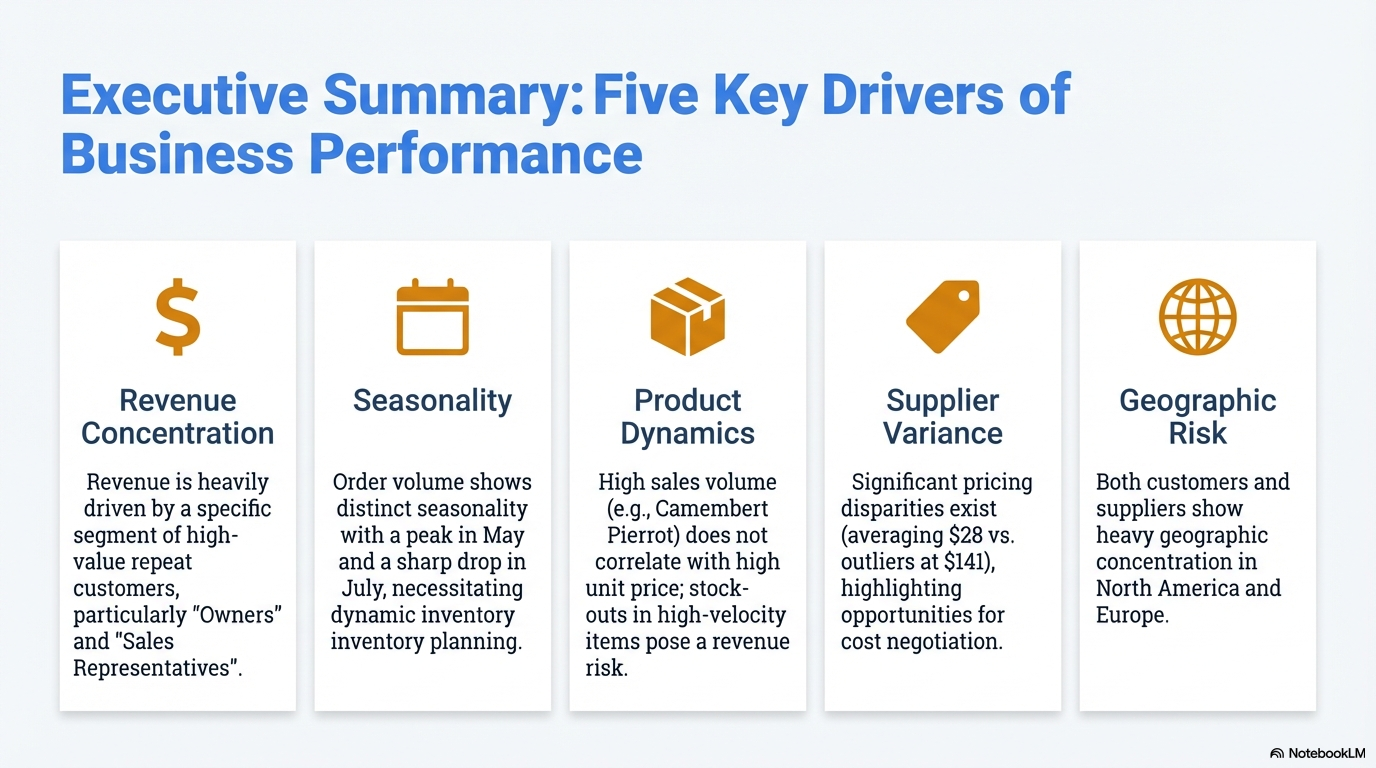 Executive Summary: Five Key Drivers of
Business Performance
Revenue
Concentration
Revenue is heavily
driven by a specific
segment of high-
value repeat
customers,
particularly "Owners"
and "Sales
Representatives".
Seasonality
Order volume shows
distinct seasonality
with a peak in May
and a sharp drop in
July, necessitating
dynamic inventory
inventory planning.
Product
Dynamics
High sales volume
(e.g., Camembert
Pierrot) does not
correlate with high
unit price; stock-
outs in high-velocity
items pose a revenue
risk.
Supplier
Variance
Significant pricing
disparities exist
(averaging $28 vs.
outliers at $141),
highlighting
opportunities for
cost negotiation.
Geographic
Risk
Both customers and
suppliers show
heavy geographic
concentration in
North America and
Europe.
NotebookLM